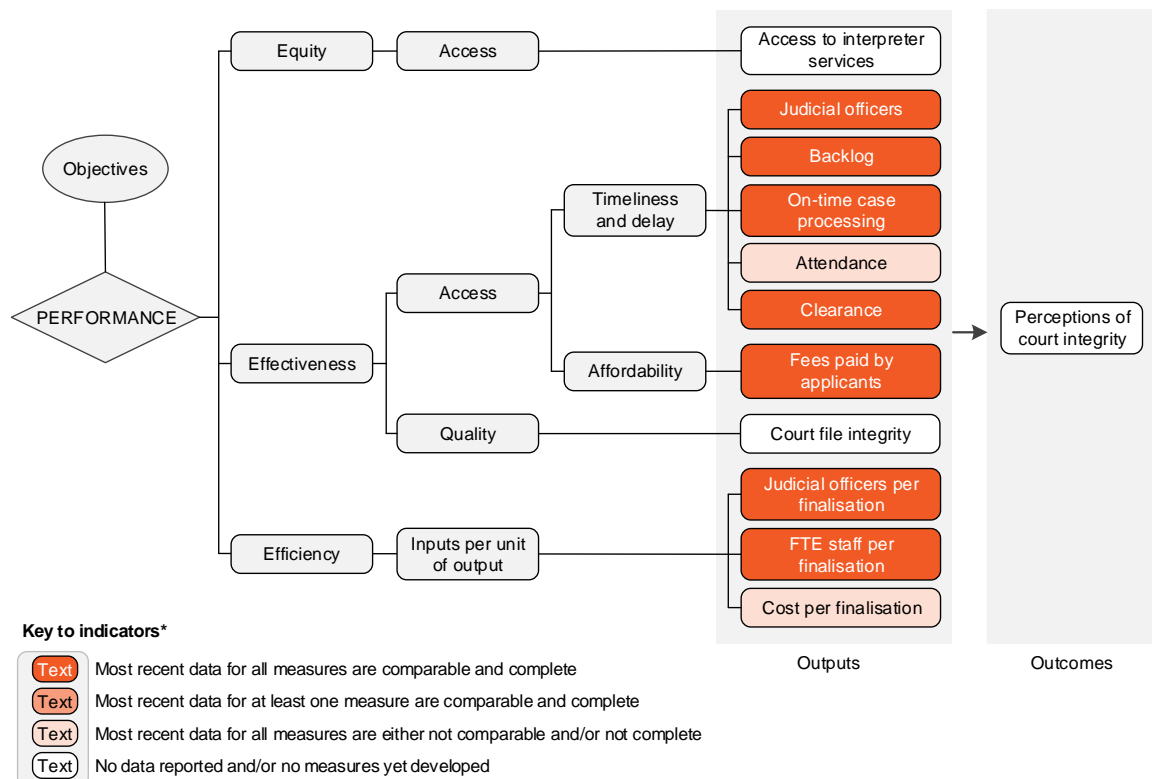 Objectives
PERFORMANCE
Equity
Access
Access to interpreter
services
Effectiveness
Access
Timeliness
and delay
Judicial officers
Backlog
On-time case
processing
Attendance
Clearance
Affordability
Fees paid by
applicants
Quality
Court file integrity
Efficiency
Inputs per unit
of output
Judicial officers per
finalisation
FTE staff per
finalisation
Cost per finalisation
Perceptions of
court integrity
Outputs
Outcomes
Key to indicators*
Text Most recent data for all measures are comparable and complete
Text Most recent data for at least one measure are comparable and complete
Text Most recent data for all measures are either not comparable and/or not complete
Text No data reported and/or no measures yet developed